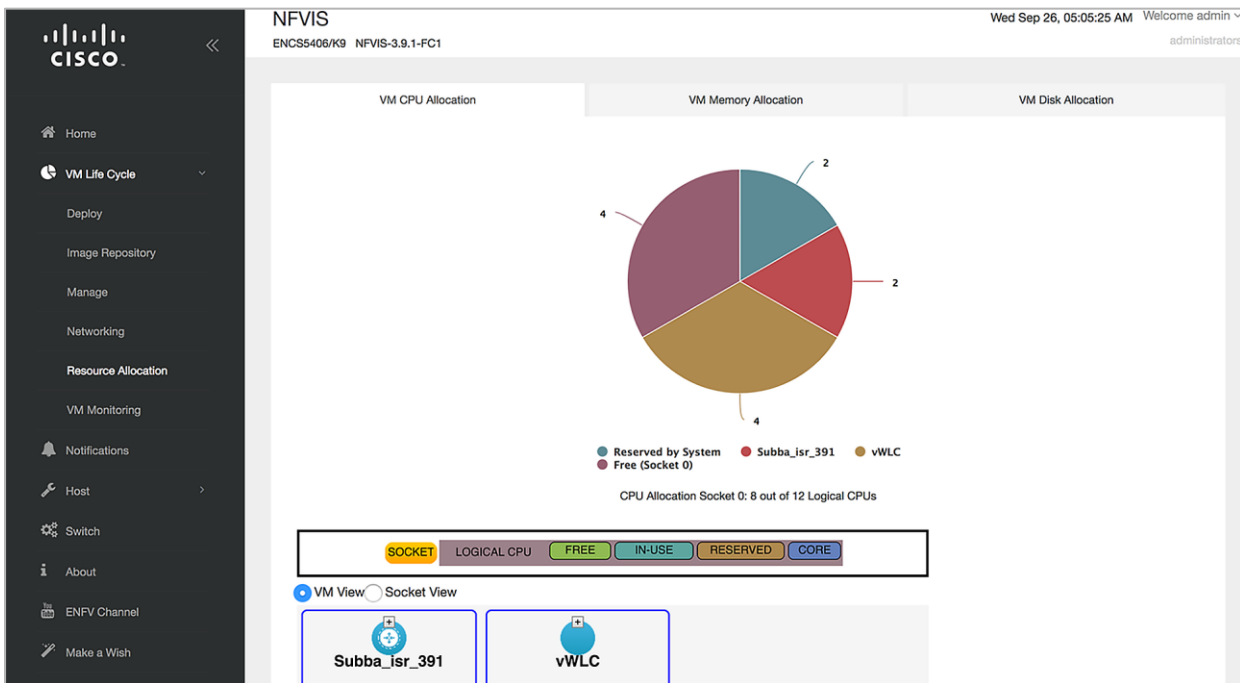 NFVIS
Wed Sep 26, 05:05:25 AM Welcome admin
ENCS5406/K9 NFVIS-3.9.1-FC1
administrators
CISCO
Home
VM Life Cycle
Deploy
Image Repository
Manage
Networking
Resource Allocation
VM Monitoring
Notifications
Host
Switch
About
ENFV Channel
Make a Wish
VM CPU Allocation
VM Memory Allocation
VM Disk Allocation
2
4
2
4
Reserved by System Subba_isr_391 vWLC
Free (Socket 0)
CPU Allocation Socket 0: 8 out of 12 Logical CPUs
SOCKET LOGICAL CPU FREE IN-USE RESERVED CORE
VM View Socket View
Subba_isr_391
vWLC